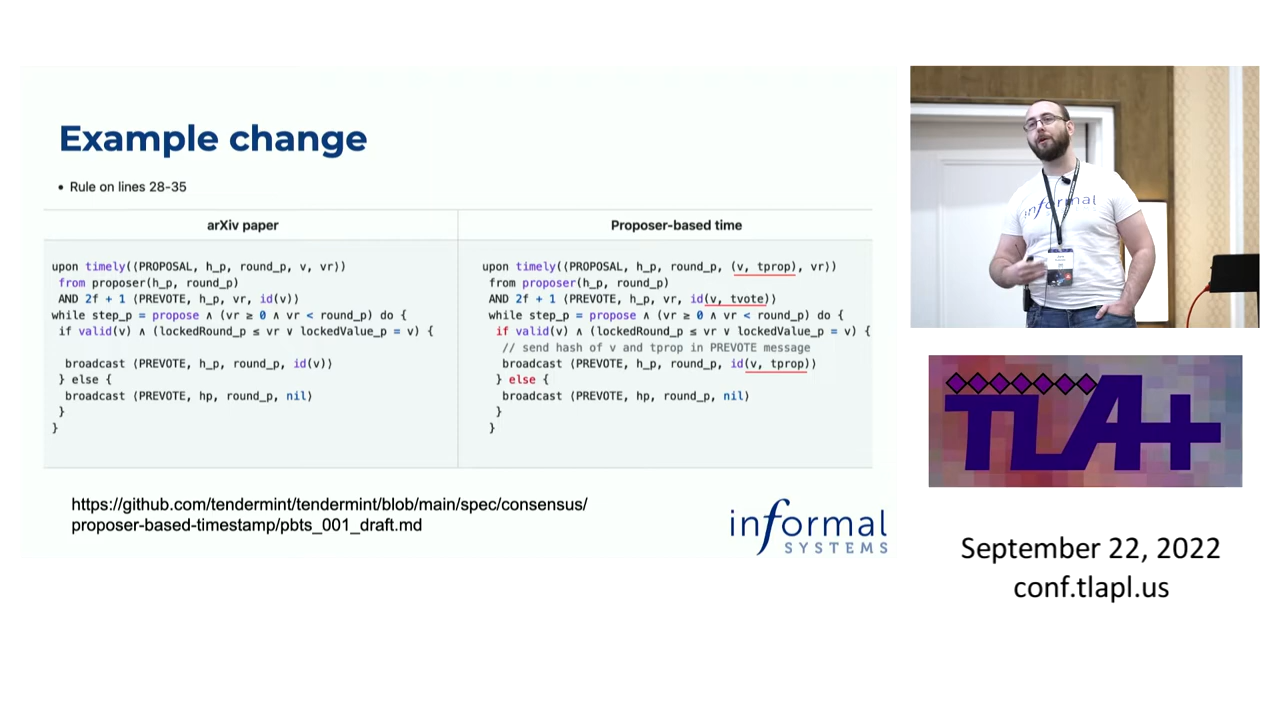 Example change
• Rule on lines 28-35
arXiv paper
upon timely(⟨PROPOSAL, h_p, round_p, v, vr⟩)
from proposer(h_p, round_p)
AND 2f + 1 ⟨PREVOTE, h_p, vr, id(v)⟩
while step_p = propose ∧ (vr ≥ 0 ∧ vr < round_p) do {
if valid(v) ∧ (lockedRound_p ≤ vr ∨ lockedValue_p = v) {
broadcast ⟨PREVOTE, h_p, round_p, id(v)⟩
} else {
broadcast ⟨PREVOTE, hp, round_p, nil⟩
}
}
Proposer-based time
upon timely(⟨PROPOSAL, h_p, round_p, (v, tprop), vr⟩)
from proposer(h_p, round_p)
AND 2f + 1 ⟨PREVOTE, h_p, vr, id(v, tvote)⟩
while step_p = propose ∧ (vr ≥ 0 ∧ vr < round_p) do {
if valid(v) ∧ (lockedRound_p ≤ vr ∨ lockedValue_p = v) {
// send hash of v and tprop in PREVOTE message
broadcast ⟨PREVOTE, h_p, round_p, id(v, tprop)⟩
} else {
broadcast ⟨PREVOTE, hp, round_p, nil⟩
}
}
https://github.com/tendermint/tendermint/blob/main/spec/consensus/
proposer-based-timestamp/pbts_001_draft.md
informal
SYSTEMS
informal
TLA+
September 22, 2022
conf.tlapl.us